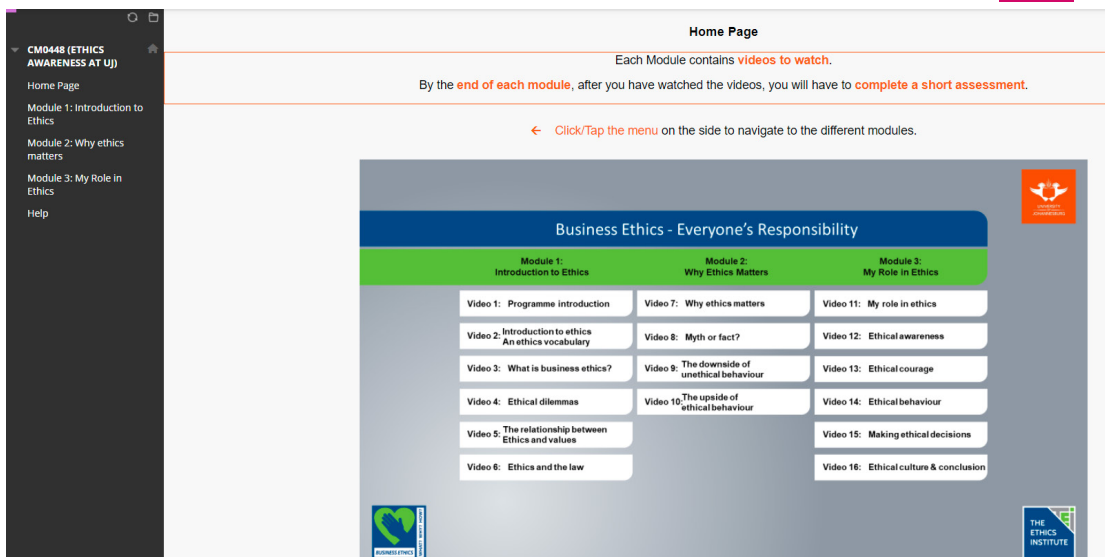 CM0448 (ETHICS
AWARENESS AT UJ)
Home Page
Module 1: Introduction to
Ethics
Module 2: Why ethics
matters
Module 3: My Role in
Ethics
Help
Home Page
Each Module contains videos to watch.
By the end of each module, after you have watched the videos, you will have to complete a short assessment.
Click/Tap the menu on the side to navigate to the different modules.
UNIVERSITY
JOHANNESBURG
Business Ethics - Everyone's Responsibility
Module 1:
Introduction to Ethics
Video 1: Programme introduction
Video 2: Introduction to ethics
An ethics vocabulary
Video 3: What is business ethics?
Video 4: Ethical dilemmas
Video 5: The relationship between
Ethics and values
Video 6: Ethics and the law
Module 2:
Why Ethics Matters
Video 7: Why ethics matters
Video 8: Myth or fact?
Video 9: The downside of
unethical behaviour
Video 10: The upside of
ethical behaviour
Module 3:
My Role in Ethics
Video 11: My role in ethics
Video 12: Ethical awareness
Video 13: Ethical courage
Video 14: Ethical behaviour
Video 15: Making ethical decisions
Video 16: Ethical culture & conclusion
BUSINESS ETHICS
THE
ETHICS
INSTITUTE